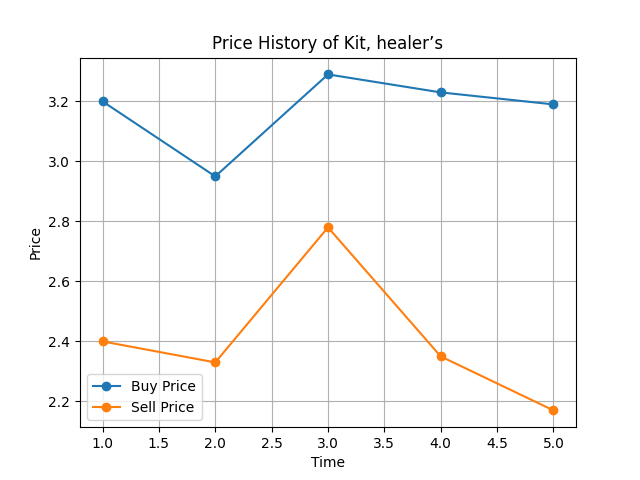 Price History of Kit, healer’s
Price
3.2
3.0
2.8
2.6
2.4
2.2
Buy Price
Sell Price
1.0 1.5 2.0 2.5 3.0 3.5 4.0 4.5 5.0
Time